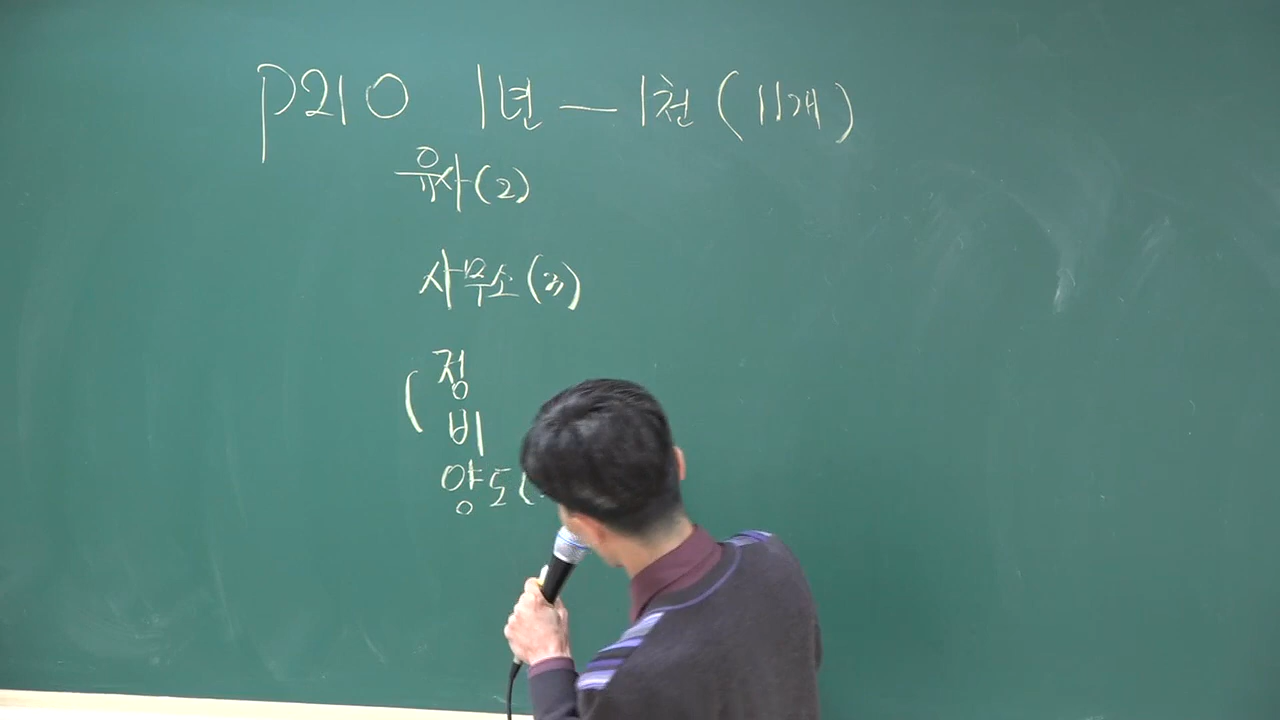 P210 1년 — 1천 (11개)
유사 (2)
사무소 (3)
( 정
비
양도 (